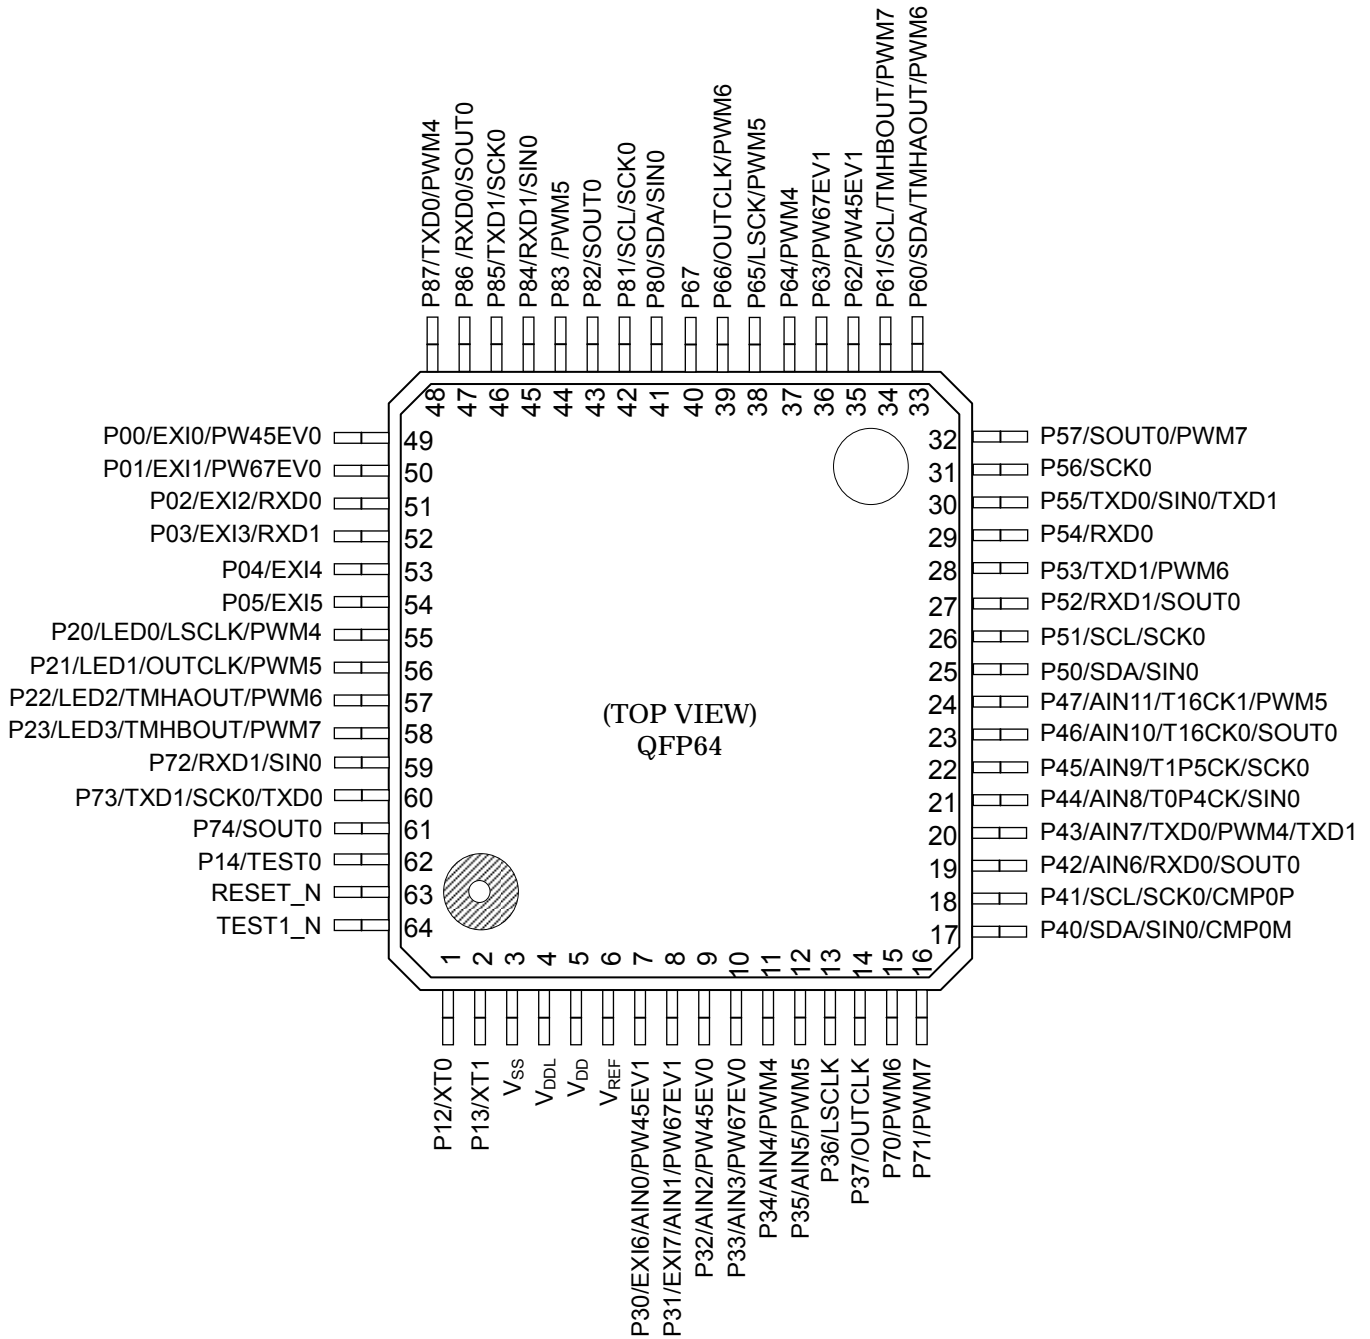 P87/TXD0/PWM4
P86 /RXD0/SOUT0
P85/TXD1/SCK0
P84/RXD1/SIN0
P83 /PWM5
P82/SOUT0
P81/SCL/SCK0
P80/SDA/SIN0
P67
P66/OUTCLK/PWM6
P65/LSCK/PWM5
P64/PWM4
P63/PW67EV1
P62/PW45EV1
P61/SCL/TMHBOUT/PWM7
P60/SDA/TMHAOUT/PWM6
48
47
46
45
44
43
42
41
40
39
38
37
36
35
34
33
P00/EXI0/PW45EV0 49
P01/EXI1/PW67EV0 50
P02/EXI2/RXD0 51
P03/EXI3/RXD1 52
P04/EXI4 53
P05/EXI5 54
P20/LED0/LSCLK/PWM4 55
P21/LED1/OUTCLK/PWM5 56
P22/LED2/TMHAOUT/PWM6 57
P23/LED3/TMHBOUT/PWM7 58
P72/RXD1/SIN0 59
P73/TXD1/SCK0/TXD0 60
P74/SOUT0 61
P14/TEST0 62
RESET_N 63
TEST1_N 64
(TOP VIEW)
QFP64
32 P57/SOUT0/PWM7
31 P56/SCK0
30 P55/TXD0/SIN0/TXD1
29 P54/RXD0
28 P53/TXD1/PWM6
27 P52/RXD1/SOUT0
26 P51/SCL/SCK0
25 P50/SDA/SIN0
24 P47/AIN11/T16CK1/PWM5
23 P46/AIN10/T16CK0/SOUT0
22 P45/AIN9/T1P5CK/SCK0
21 P44/AIN8/T0P4CK/SIN0
20 P43/AIN7/TXD0/PWM4/TXD1
19 P42/AIN6/RXD0/SOUT0
18 P41/SCL/SCK0/CMP0P
17 P40/SDA/SIN0/CMP0M
1
2
3
4
5
6
7
8
9
10
11
12
13
14
15
16
P12/XT0
P13/XT1
VSS
VDDL
VDD
VREF
P30/EXI6/AIN0/PW45EV1
P31/EXI7/AIN1/PW67EV1
P32/AIN2/PW45EV0
P33/AIN3/PW67EV0
P34/AIN4/PWM4
P35/AIN5/PWM5
P36/LSCLK
P37/OUTCLK
P70/PWM6
P71/PWM7